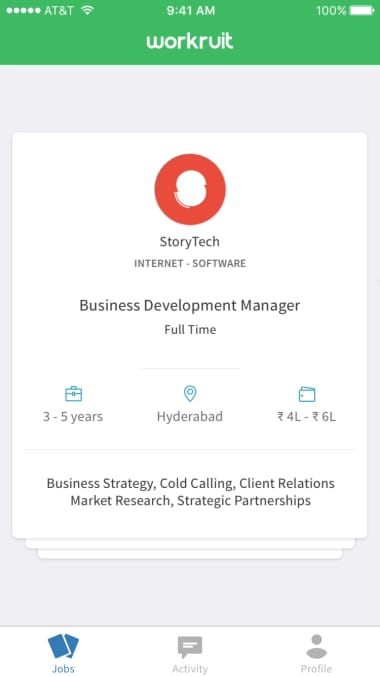 AT&T 9:41 AM 100%
workruit
StoryTech
INTERNET - SOFTWARE
Business Development Manager
Full Time
3 - 5 years Hyderabad ₹ 4L - ₹ 6L
Business Strategy, Cold Calling, Client Relations
Market Research, Strategic Partnerships
Jobs Activity Profile